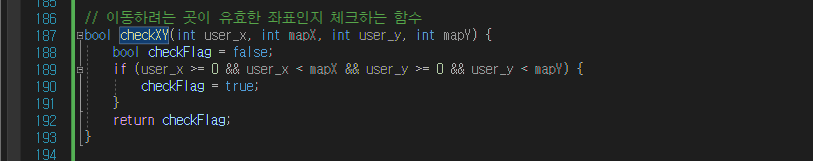 185
186 // 이동하려는 곳이 유효한 좌표인지 체크하는 함수
187 bool checkXY(int user_x, int mapX, int user_y, int mapY) {
188 bool checkFlag = false;
189 if (user_x >= 0 && user_x < mapX && user_y >= 0 && user_y < mapY) {
190 checkFlag = true;
191 }
192 return checkFlag;
193 }
194